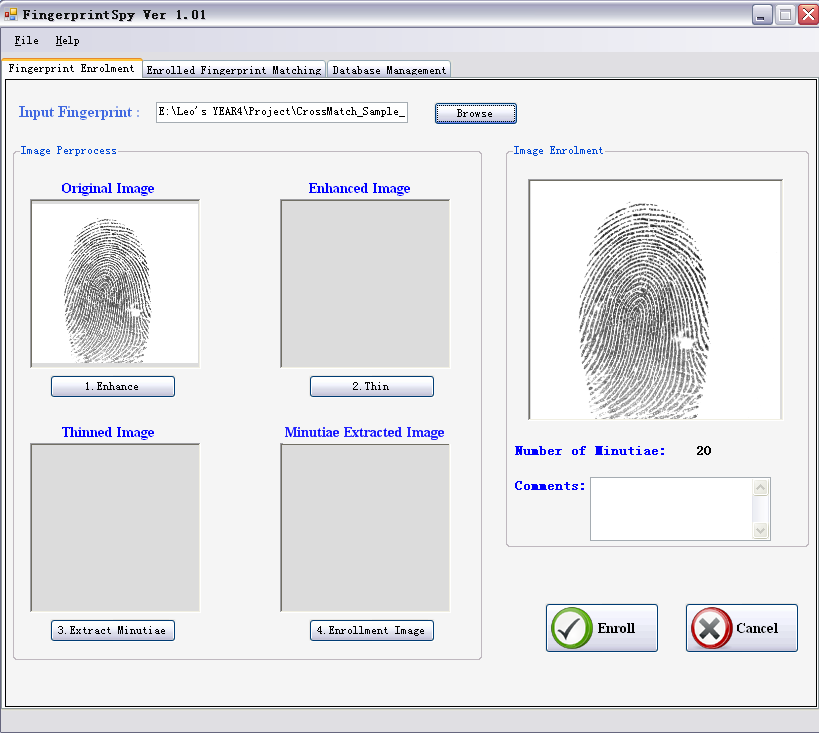 FingerprintSpy Ver 1.01
File Help
Fingerprint Enrolment Enrolled Fingerprint Matching Database Management
Input Fingerprint : E:\Leo's YEAR4\Project\CrossMatch_Sample_ Browse
Image Perprocess
Original Image Enhanced Image
1.Enhance 2.Thin
Thinned Image Minutiae Extracted Image
3.Extract Minutiae 4.Enrollment Image
Image Enrolment
Number of Minutiae: 20
Comments:
Enroll Cancel